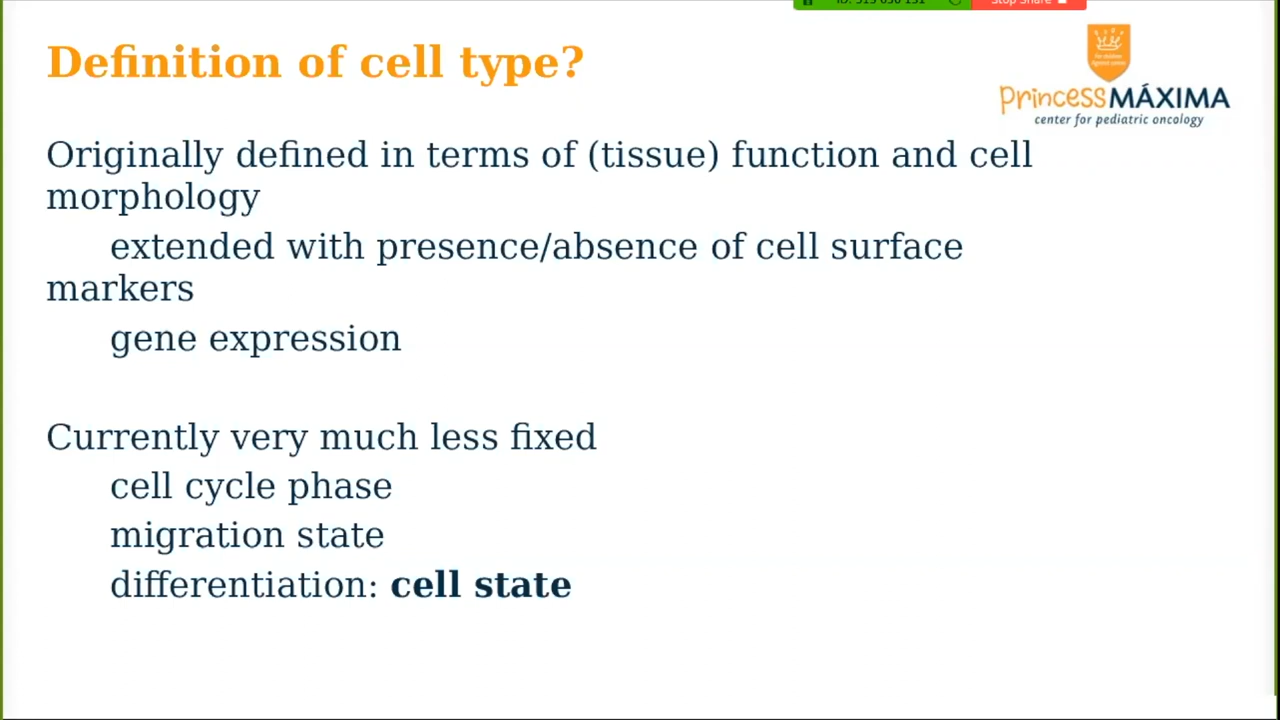 Stop Share
Definition of cell type?
PrincessMÁXIMA
center for pediatric oncology
Originally defined in terms of (tissue) function and cell
morphology
extended with presence/absence of cell surface
markers
gene expression
Currently very much less fixed
cell cycle phase
migration state
differentiation: cell state